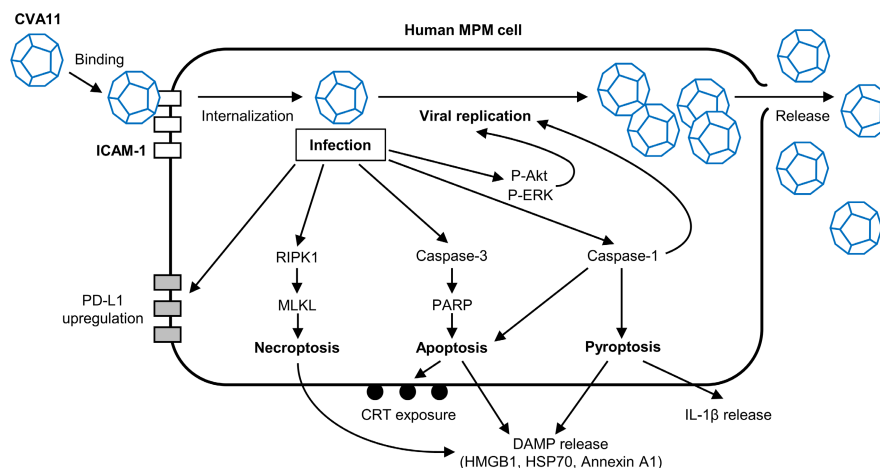 CVA11
Human MPM cell
Binding
Internalization
Viral replication
Release
ICAM-1
Infection
P-Akt
P-ERK
RIPK1
Caspase-3
Caspase-1
PD-L1
upregulation
MLKL
PARP
Necroptosis
Apoptosis
Pyroptosis
CRT exposure
IL-1β release
DAMP release
(HMGB1, HSP70, Annexin A1)